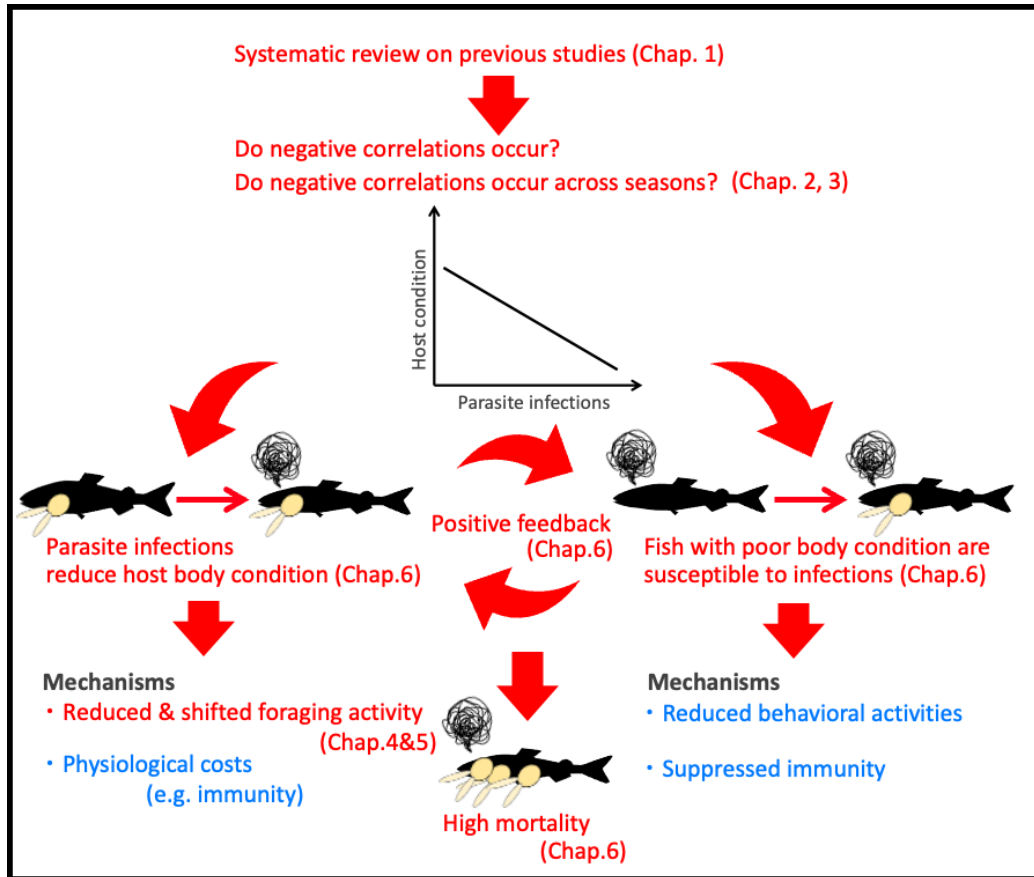 Systematic review on previous studies (Chap. 1)
Do negative correlations occur?
Do negative correlations occur across seasons? (Chap. 2, 3)
Host condition
Parasite infections
Parasite infections
reduce host body condition (Chap.6)
Positive feedback
(Chap.6)
Fish with poor body condition are
susceptible to infections (Chap.6)
Mechanisms
・Reduced & shifted foraging activity
(Chap.4&5)
・Physiological costs
(e.g. immunity)
High mortality
(Chap.6)
Mechanisms
・Reduced behavioral activities
・Suppressed immunity